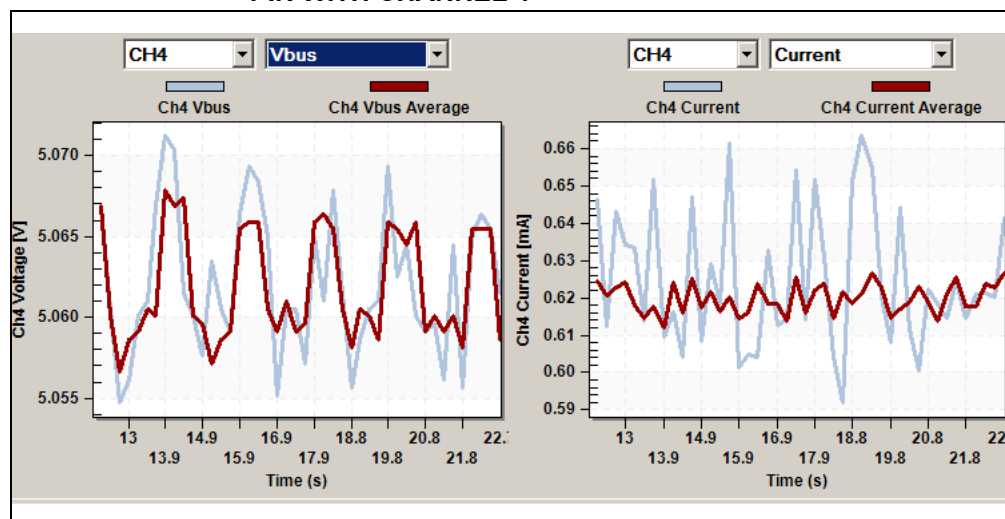 CH4 Vbus
Ch4 Vbus Ch4 Vbus Average
Ch4 Voltage [V]
5.070
5.065
5.060
5.055
13 14.9 16.9 18.8 20.8
13.9 15.9 17.9 19.8 21.8
Time (s)
CH4 Current
Ch4 Current Ch4 Current Average
Ch4 Current [mA]
0.66
0.65
0.64
0.63
0.62
0.61
0.60
0.59
13 14.9 16.9 18.8 20.8 22
13.9 15.9 17.9 19.8 21.8
Time (s)